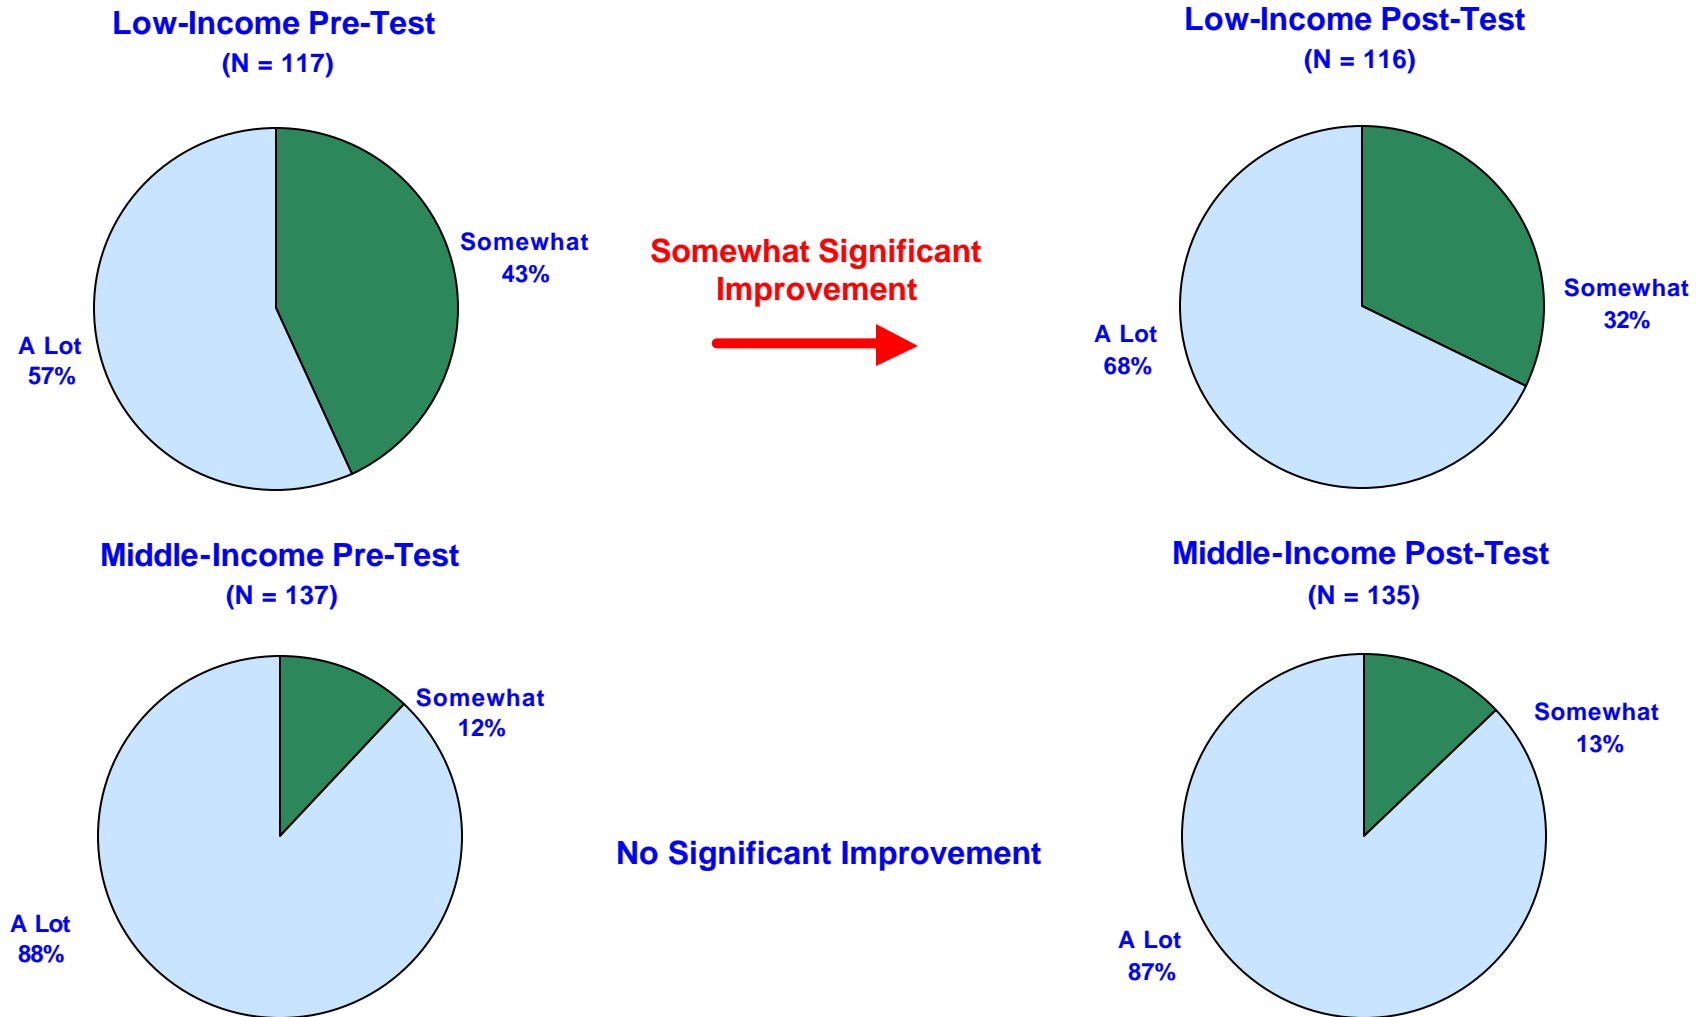 Low-Income Pre-Test
(N = 117)
Low-Income Post-Test
(N = 116)
Somewhat
43%
A Lot
57%
Somewhat Significant
Improvement
Somewhat
32%
A Lot
68%
Middle-Income Pre-Test
(N = 137)
Middle-Income Post-Test
(N = 135)
Somewhat
12%
A Lot
88%
No Significant Improvement
Somewhat
13%
A Lot
87%